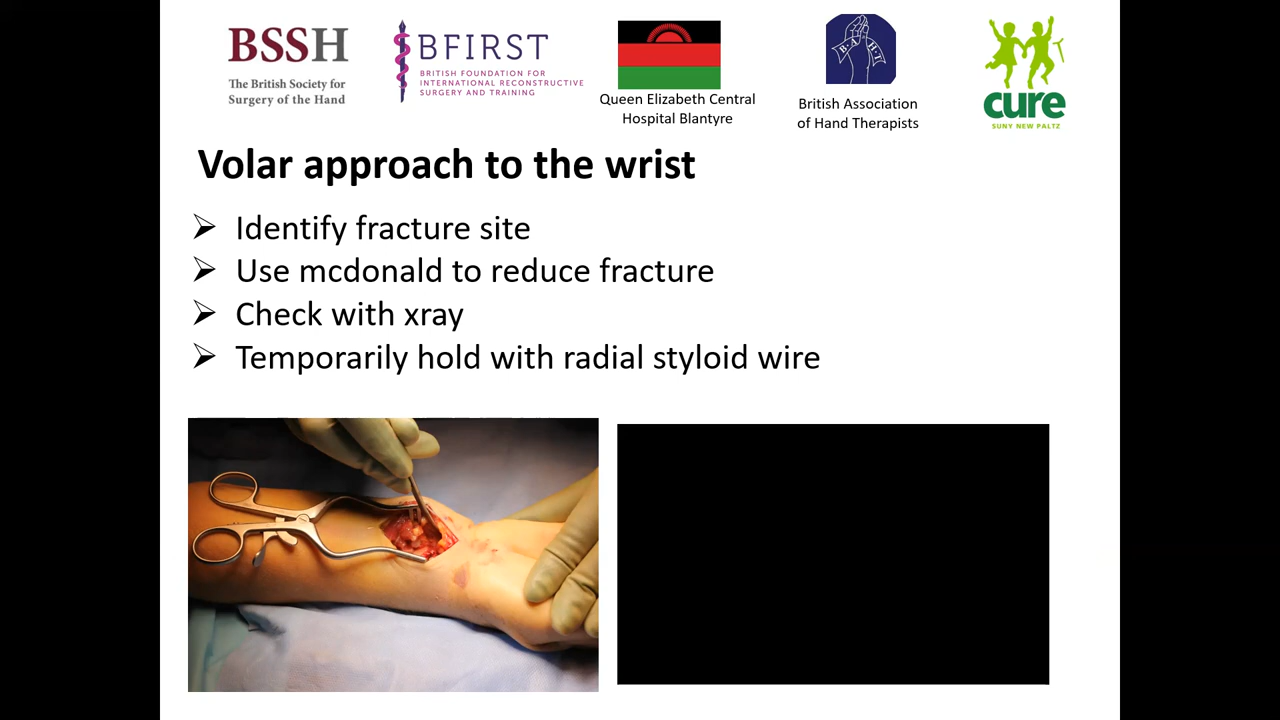 BSSH
The British Society for
Surgery of the Hand
BFIRST
BRITISH FOUNDATION FOR
INTERNATIONAL RECONSTRUCTIVE
SURGERY AND TRAINING
Queen Elizabeth Central
Hospital Blantyre
B·A·H·T
British Association
of Hand Therapists
cure
SUNY NEW PALTZ
Volar approach to the wrist
➢ Identify fracture site
➢ Use mcdonald to reduce fracture
➢ Check with xray
➢ Temporarily hold with radial styloid wire